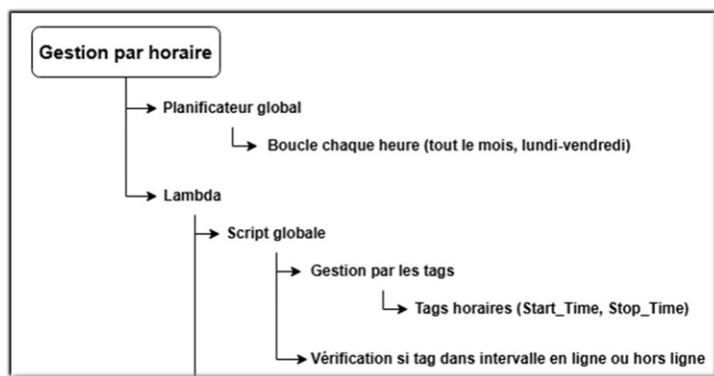 Gestion par horaire
Planificateur global
Boucle chaque heure (tout le mois, lundi-vendredi)
Lambda
Script globale
Gestion par les tags
Tags horaires (Start_Time, Stop_Time)
Vérification si tag dans intervalle en ligne ou hors ligne